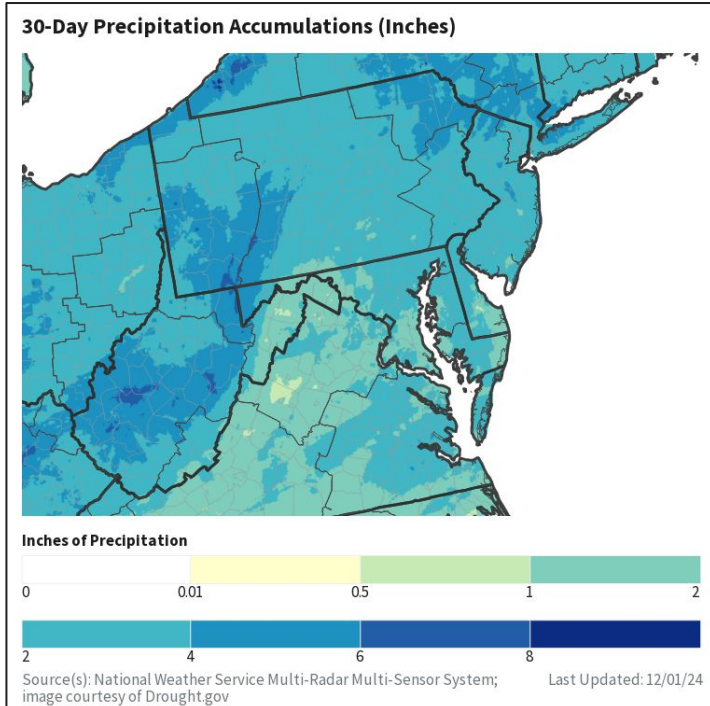 30-Day Precipitation Accumulations (Inches)
Inches of Precipitation
0 0.01 0.5 1 2
2 4 6 8
Source(s): National Weather Service Multi-Radar Multi-Sensor System; Last Updated: 12/01/24
image courtesy of Drought.gov